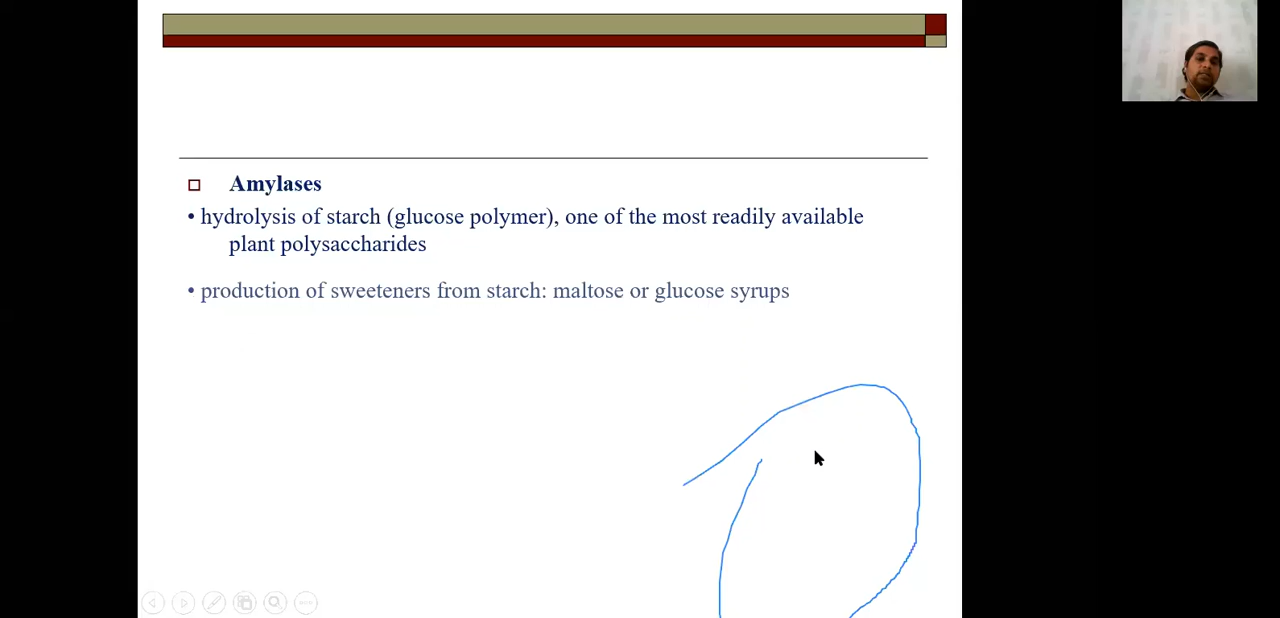 Amylases
• hydrolysis of starch (glucose polymer), one of the most readily available
plant polysaccharides
• production of sweeteners from starch: maltose or glucose syrups